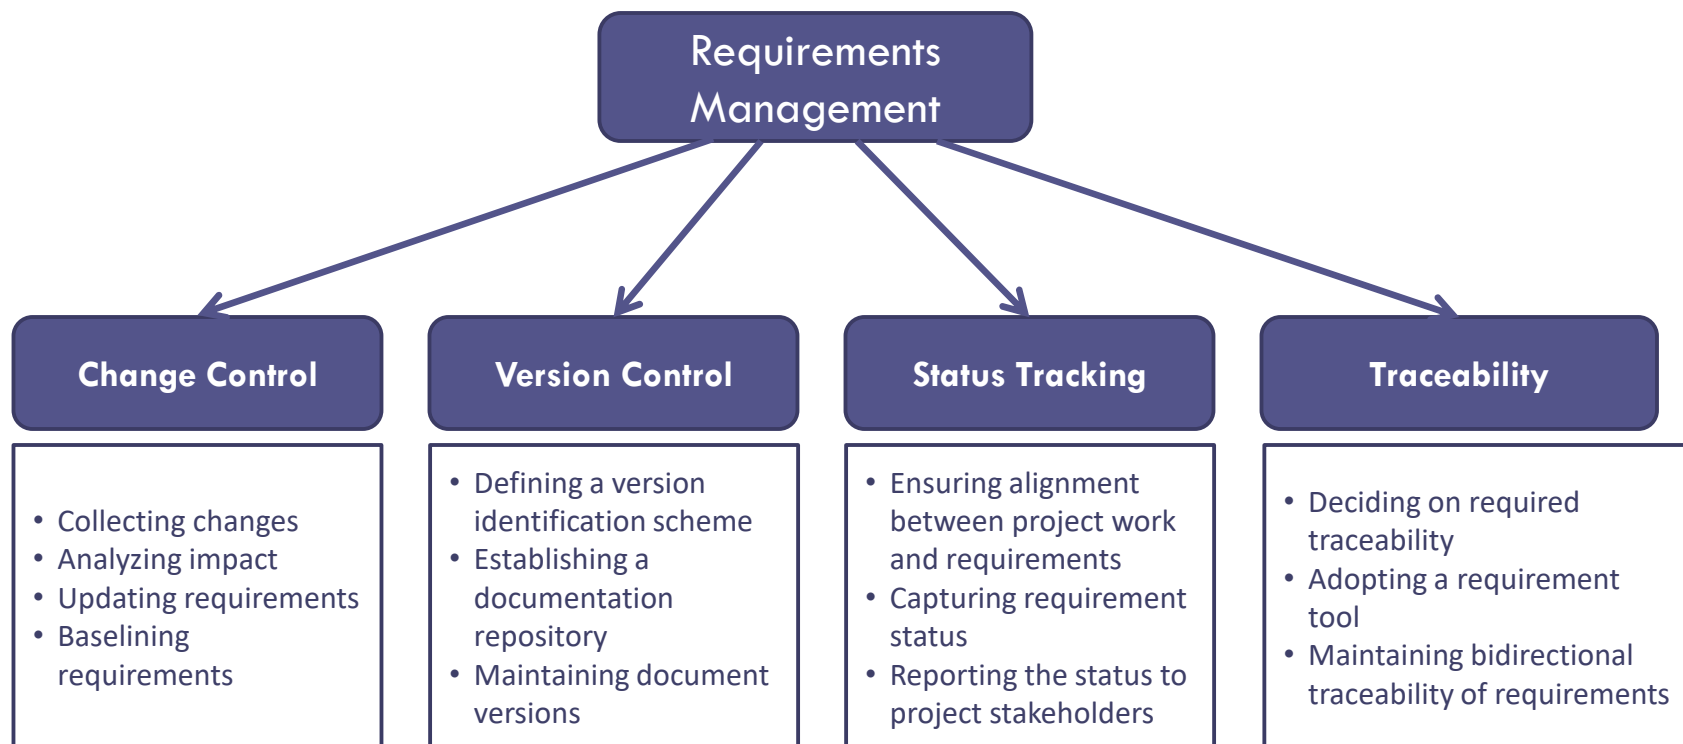 Requirements
Management
Change Control
Version Control
Status Tracking
Traceability
• Collecting changes
• Analyzing impact
• Updating requirements
• Baselining
requirements
• Defining a version
identification scheme
• Establishing a
documentation
repository
• Maintaining document
versions
• Ensuring alignment
between project work
and requirements
• Capturing requirement
status
• Reporting the status to
project stakeholders
• Deciding on required
traceability
• Adopting a requirement
tool
• Maintaining bidirectional
traceability of requirements